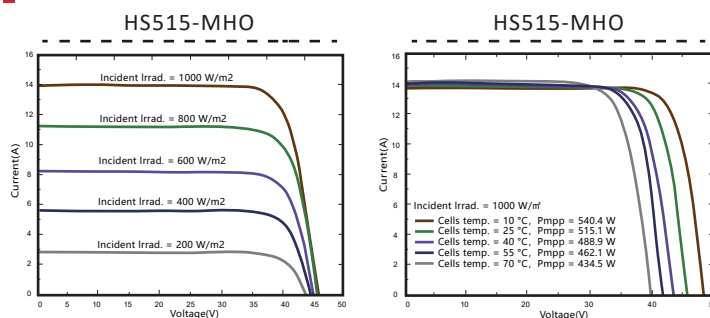 HS515-MHO
16
14
12
10
8
6
4
2
0
Current(A)
Incident Irrad. = 1000 W/m2
Incident Irrad. = 800 W/m2
Incident Irrad. = 600 W/m2
Incident Irrad. = 400 W/m2
Incident Irrad. = 200 W/m2
0 5 10 15 20 25 30 35 40 45 50
Voltage(V)
HS515-MHO
16
14
12
10
8
6
4
2
0
Current(A)
Incident Irrad. = 1000 W/㎡
Cells temp. = 10 °C, Pmpp = 540.4 W
Cells temp. = 25 °C, Pmpp = 515.1 W
Cells temp. = 40 °C, Pmpp = 488.9 W
Cells temp. = 55 °C, Pmpp = 462.1 W
Cells temp. = 70 °C, Pmpp = 434.5 W
0 10 20 30 40 50
Voltage(V)